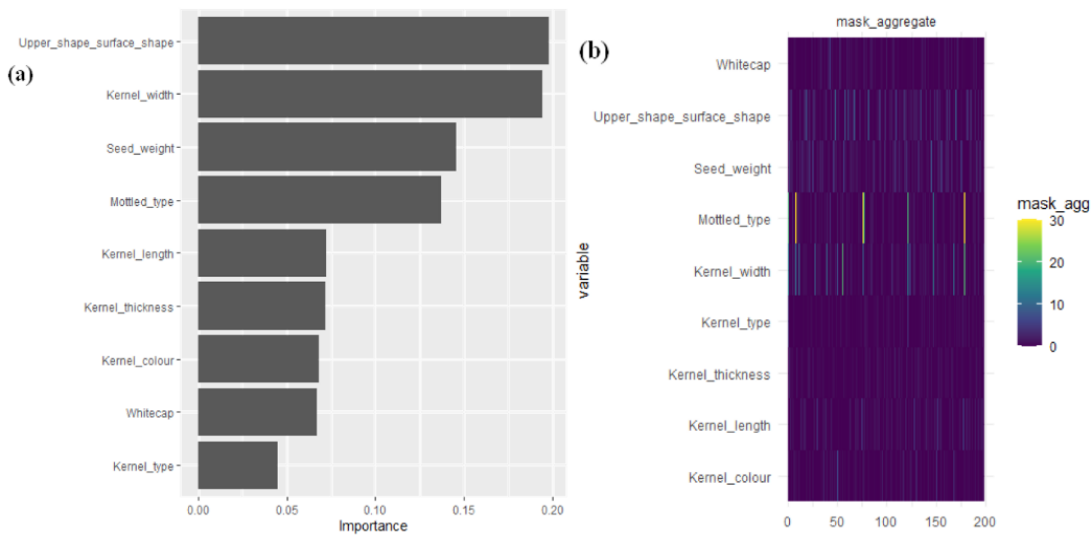 (a)
Upper_shape_surface_shape
Kernel_width
Seed_weight
Mottled_type
Kernel_length
Kernel_thickness
Kernel_colour
Whitecap
Kernel_type
0.00 0.05 0.10 0.15 0.20
Importance
(b)
mask_aggregate
variable
Whitecap
Upper_shape_surface_shape
Seed_weight
Mottled_type
Kernel_width
Kernel_type
Kernel_thickness
Kernel_length
Kernel_colour
0 50 100 150 200
mask_agg
30
20
10
0